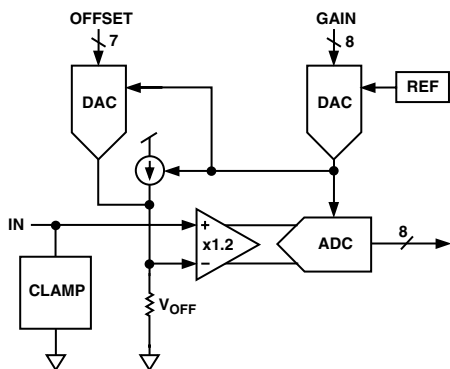 OFFSET
GAIN
7
8
DAC
DAC
REF
IN
+
x1.2
−
ADC
8
CLAMP
VOFF